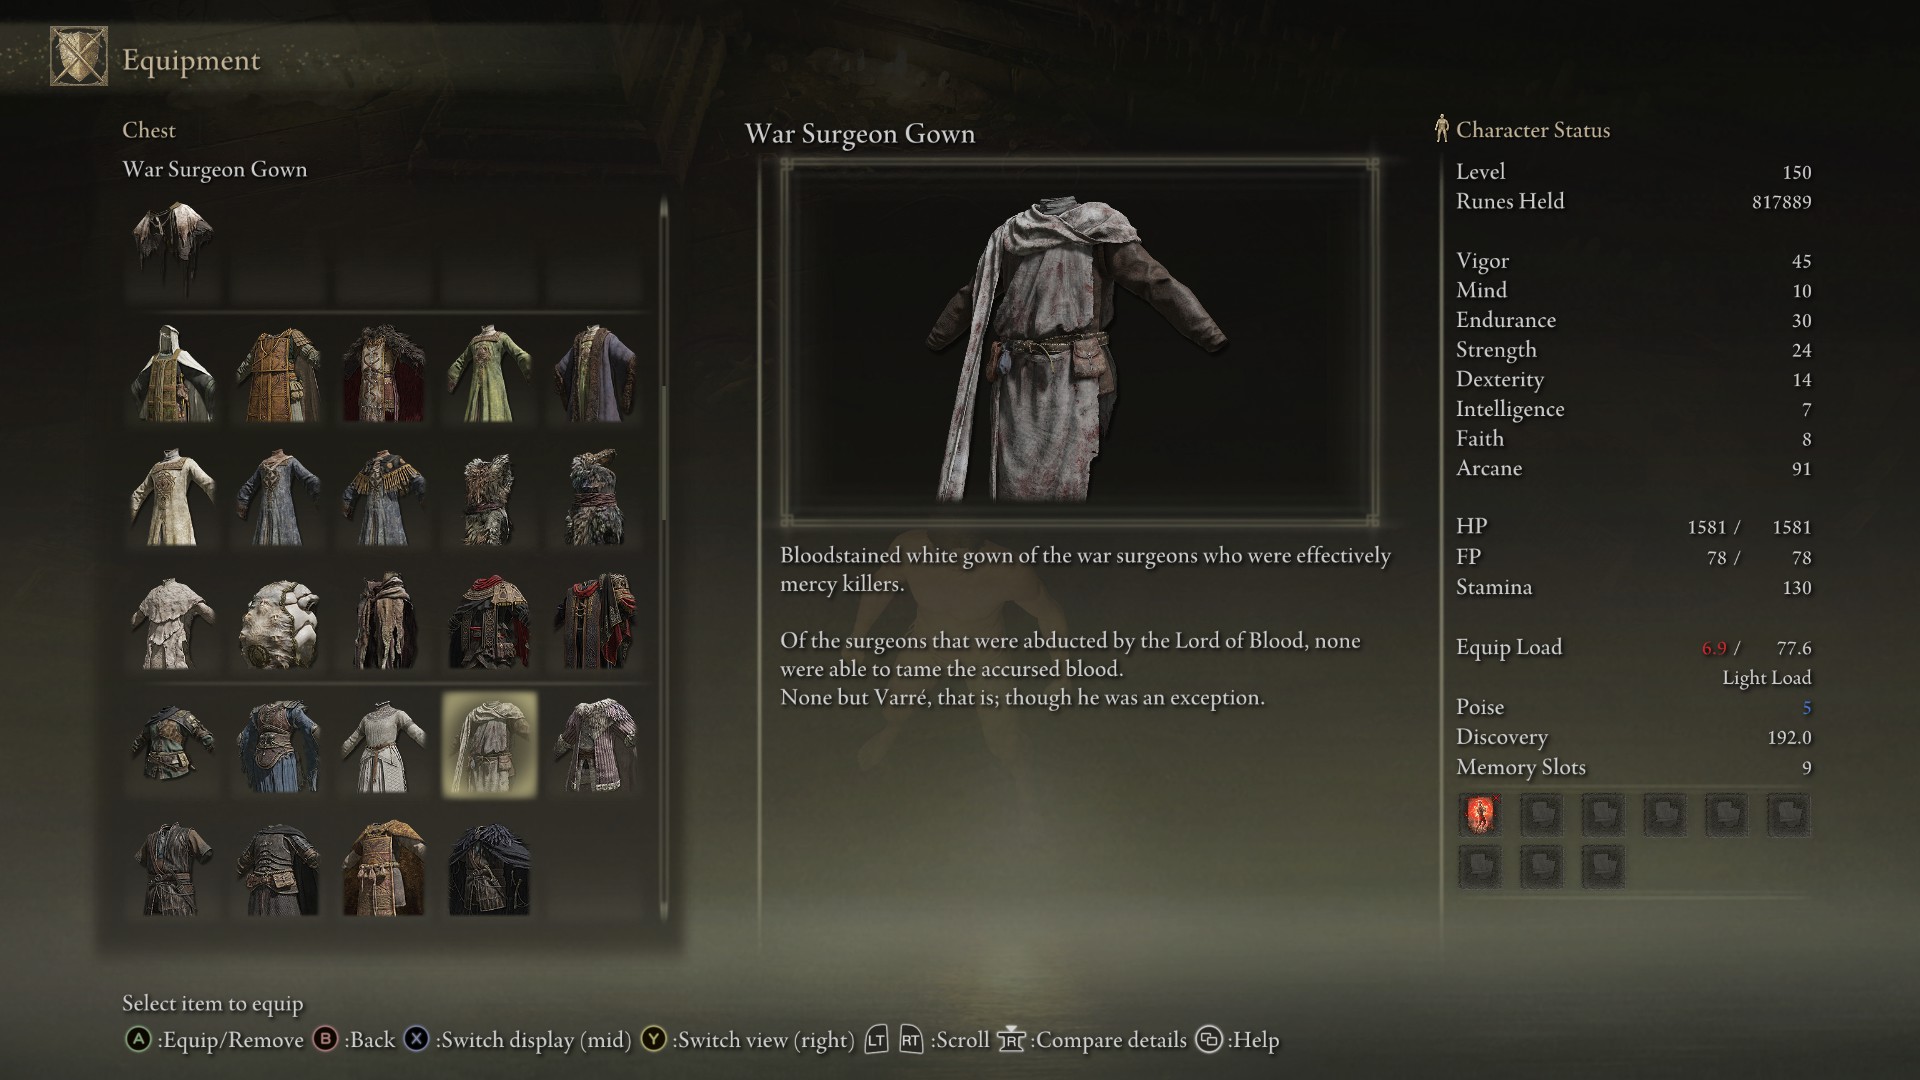 Equipment
Chest
War Surgeon Gown
War Surgeon Gown
Bloodstained white gown of the war surgeons who were effectively
mercy killers.
Of the surgeons that were abducted by the Lord of Blood, none
were able to tame the accursed blood.
None but Varré, that is; though he was an exception.
Character Status
Level 150
Runes Held 817889
Vigor 45
Mind 10
Endurance 30
Strength 24
Dexterity 14
Intelligence 7
Faith 8
Arcane 91
HP 1581 / 1581
FP 78 / 78
Stamina 130
Equip Load 6.9 / 77.6
Light Load
Poise 5
Discovery 192.0
Memory Slots 9
Select item to equip
A :Equip/Remove B :Back X :Switch display (mid) Y :Switch view (right) LT RT :Scroll R :Compare details :Help